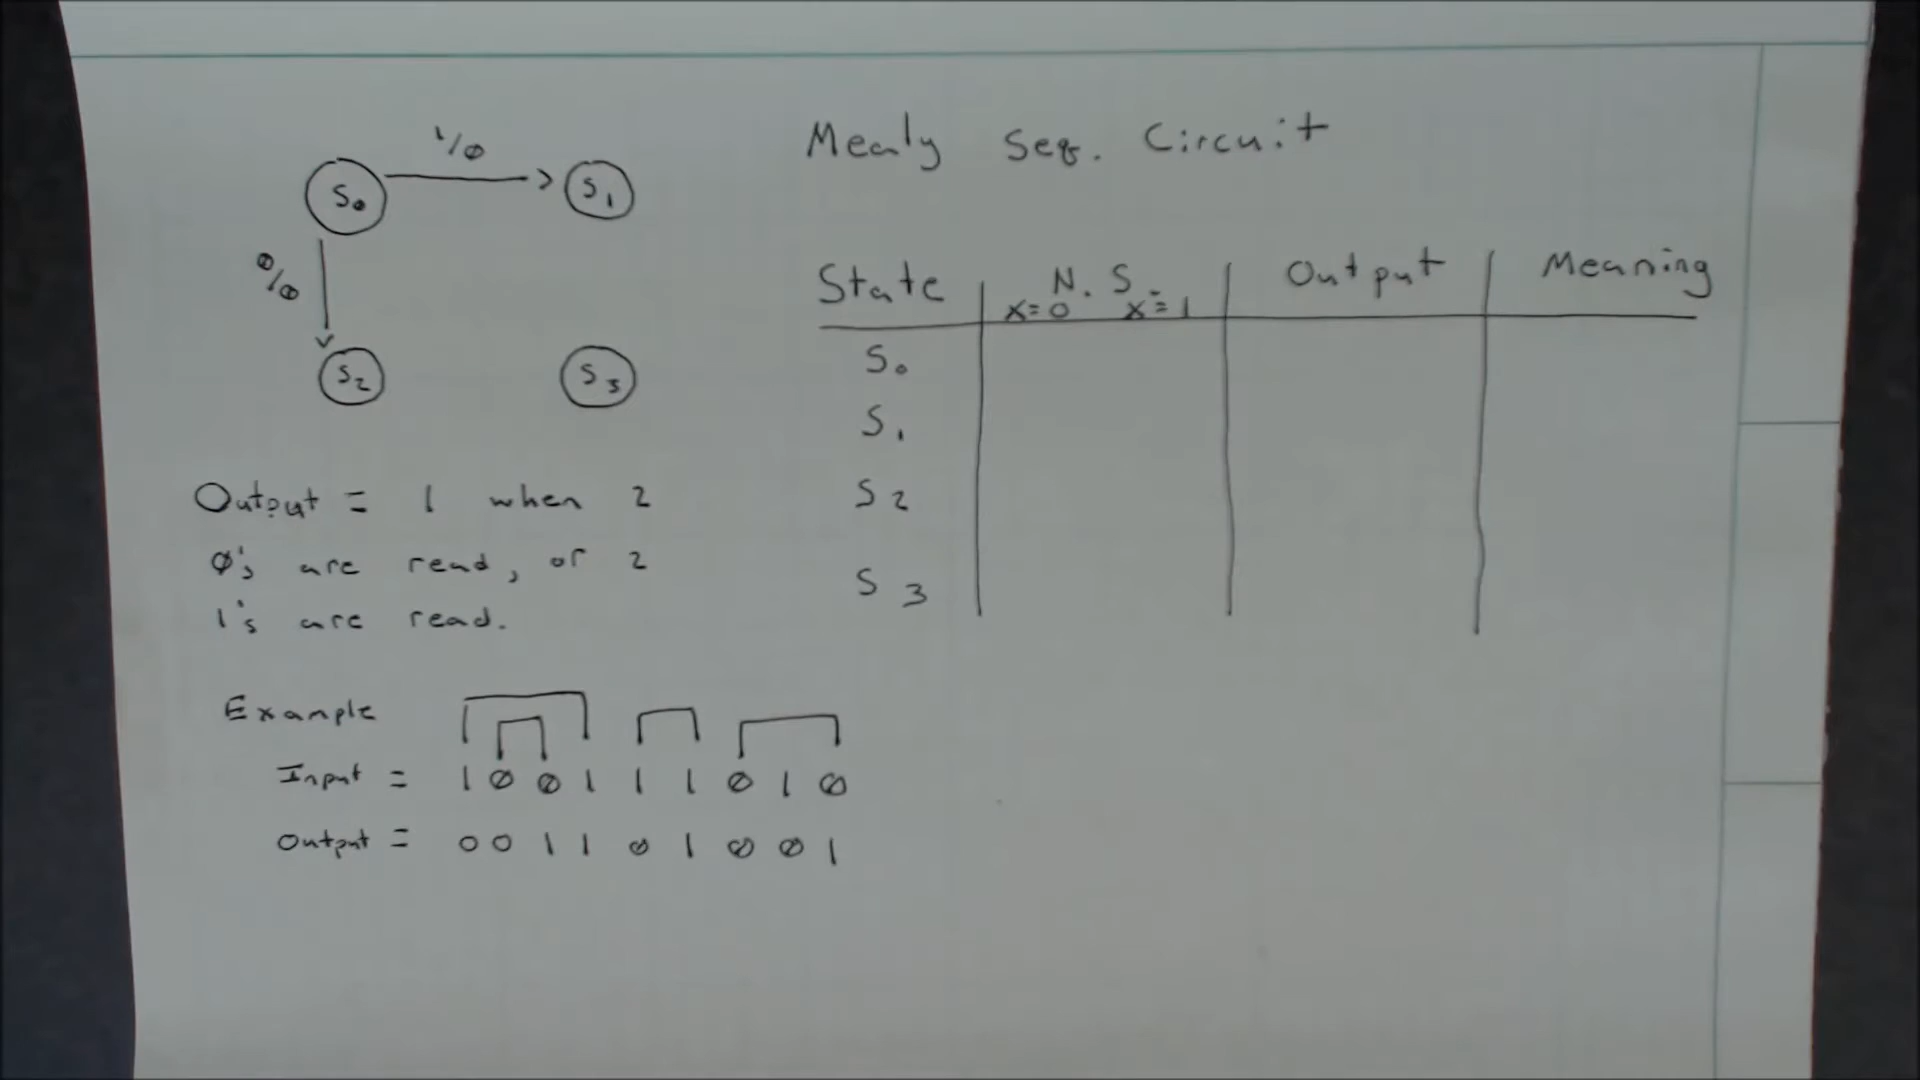 Mealy Seq. Circuit
1/0
S0
S1
0/0
S2
S3
State N.S. Output Meaning
x=0 x=1
S0
S1
S2
S3
Output = 1 when 2
0's are read, or 2
1's are read.
Example
Input = 1 0 0 1 1 1 0 1 0
Output = 0 0 1 1 0 1 0 0 1